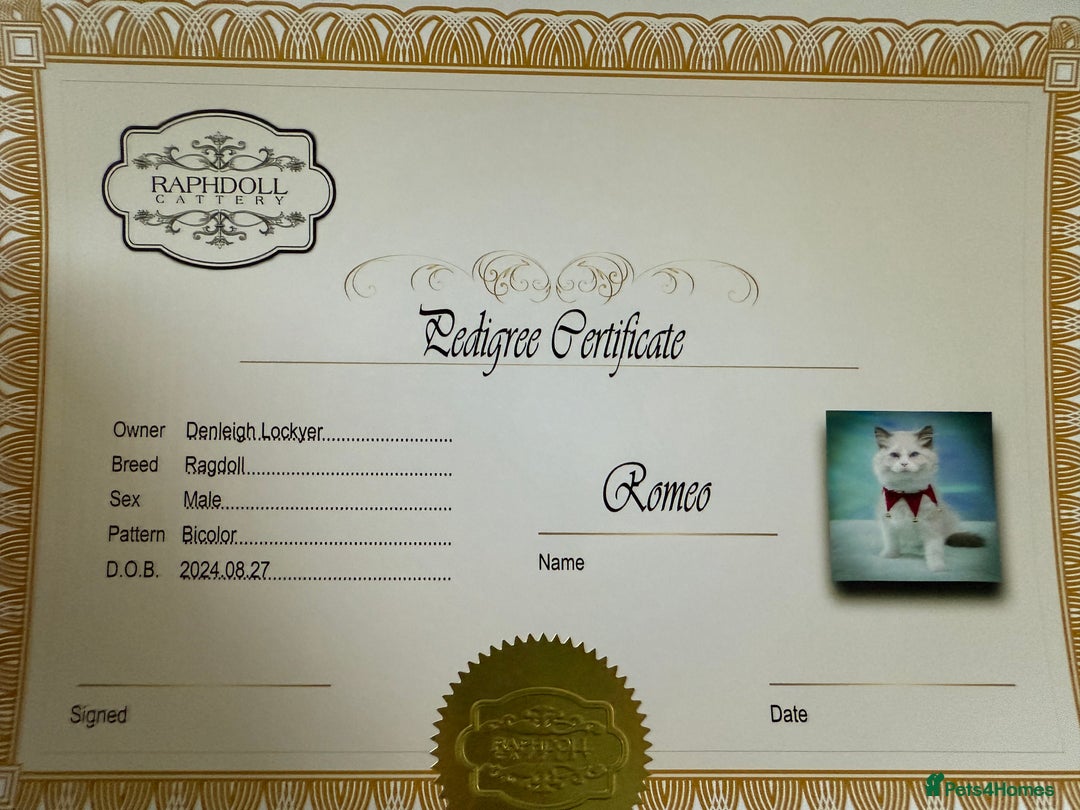 RAPHDOLL
CATTERY
Pedigree Certificate
Owner Denleigh Lockyer
Breed Ragdoll
Sex Male
Pattern Bicolor
D.O.B. 2024.08.27
Romeo
Name
Signed
Date
RAPHDOLL
CATTERY
Pets4Homes